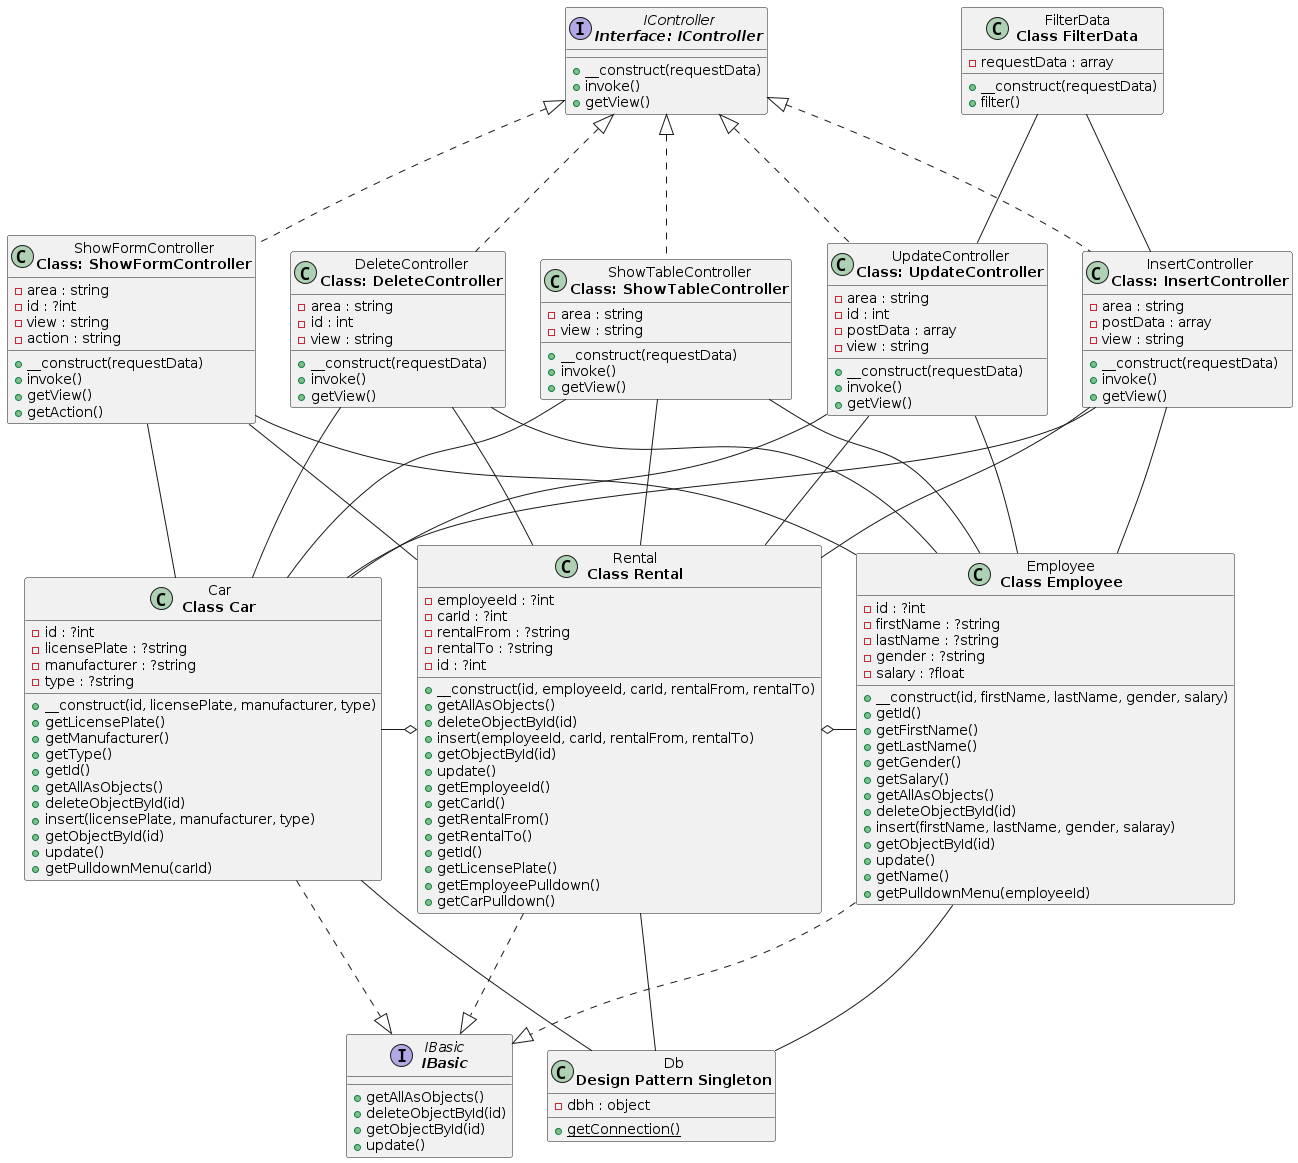 IController
Interface: IController
__construct(requestData)
invoke()
getView()
FilterData
Class FilterData
requestData : array
__construct(requestData)
filter()
ShowFormController
Class: ShowFormController
area : string
id : ?int
view : string
action : string
__construct(requestData)
invoke()
getView()
getAction()
DeleteController
Class: DeleteController
area : string
id : int
view : string
__construct(requestData)
invoke()
getView()
ShowTableController
Class: ShowTableController
area : string
view : string
__construct(requestData)
invoke()
getView()
UpdateController
Class: UpdateController
area : string
id : int
postData : array
view : string
__construct(requestData)
invoke()
getView()
InsertController
Class: InsertController
area : string
postData : array
view : string
__construct(requestData)
invoke()
getView()
Car
Class Car
id : ?int
licensePlate : ?string
manufacturer : ?string
type : ?string
__construct(id, licensePlate, manufacturer, type)
getLicensePlate()
getManufacturer()
getType()
getId()
getAllAsObjects()
deleteObjectById(id)
insert(licensePlate, manufacturer, type)
getObjectById(id)
update()
getPulldownMenu(carId)
Rental
Class Rental
employeeId : ?int
carId : ?int
rentalFrom : ?string
rentalTo : ?string
id : ?int
__construct(id, employeeId, carId, rentalFrom, rentalTo)
getAllAsObjects()
deleteObjectById(id)
insert(employeeId, carId, rentalFrom, rentalTo)
getObjectById(id)
update()
getEmployeeId()
getCarId()
getRentalFrom()
getRentalTo()
getId()
getLicensePlate()
getEmployeePulldown()
getCarPulldown()
Employee
Class Employee
id : ?int
firstName : ?string
lastName : ?string
gender : ?string
salary : ?float
__construct(id, firstName, lastName, gender, salary)
getId()
getFirstName()
getLastName()
getGender()
getSalary()
getAllAsObjects()
deleteObjectById(id)
insert(firstName, lastName, gender, salaray)
getObjectById(id)
update()
getName()
getPulldownMenu(employeeId)
IBasic
IBasic
getAllAsObjects()
deleteObjectById(id)
getObjectById(id)
update()
Db
Design Pattern Singleton
dbh : object
getConnection()